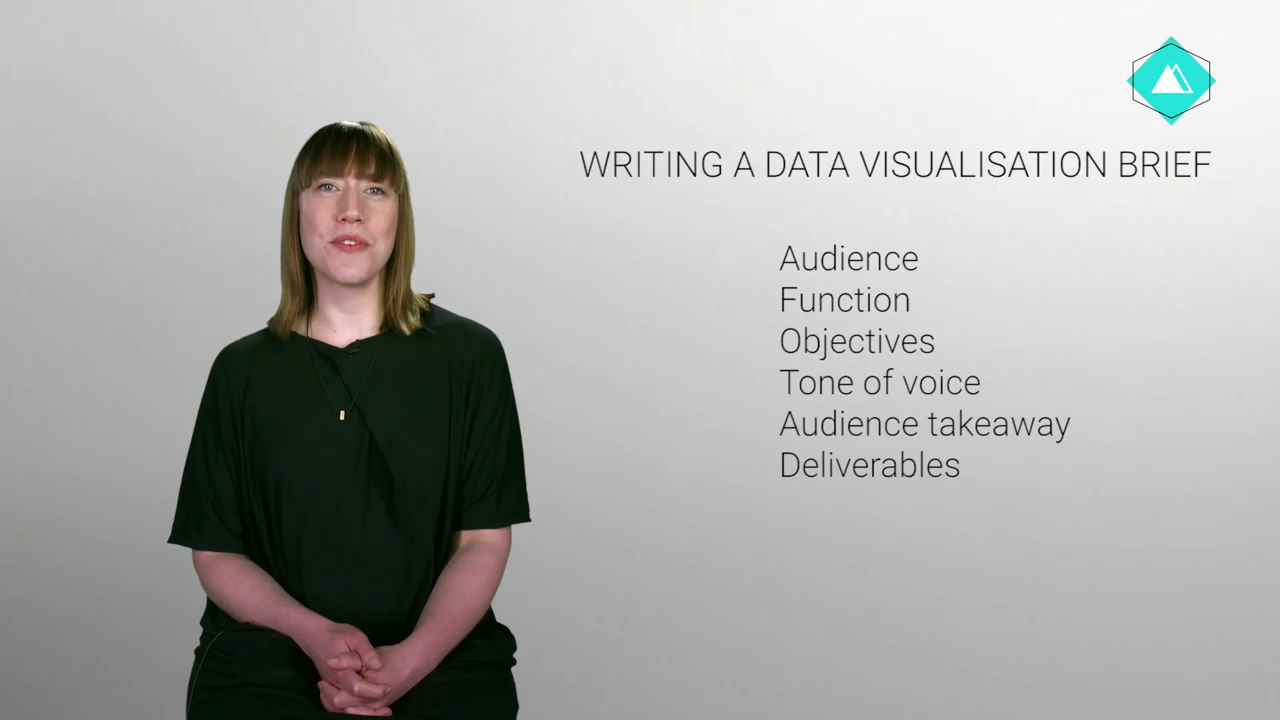 WRITING A DATA VISUALISATION BRIEF
Audience
Function
Objectives
Tone of voice
Audience takeaway
Deliverables